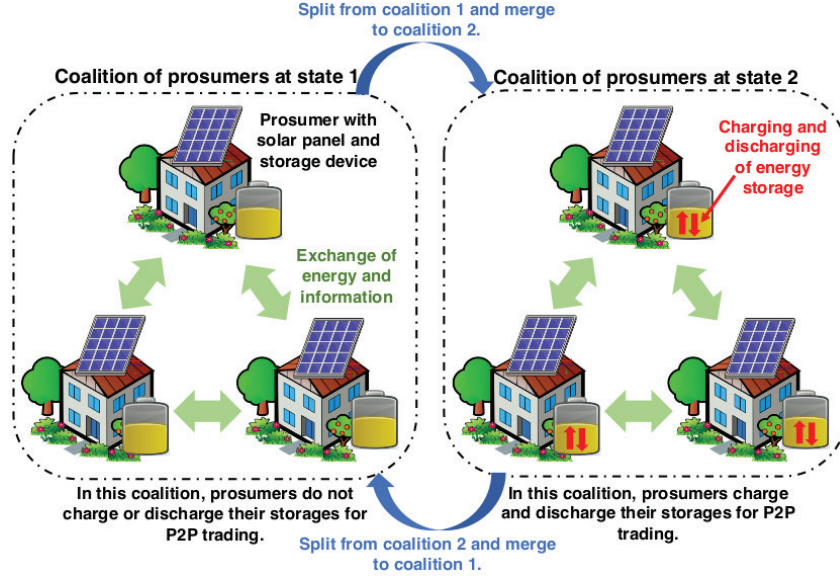 Split from coalition 1 and merge
to coalition 2.
Coalition of prosumers at state 1
Coalition of prosumers at state 2
Prosumer with
solar panel and
storage device
Charging and
discharging
of energy
storage
Exchange of
energy and
information
In this coalition, prosumers do not
charge or discharge their storages for
P2P trading.
In this coalition, prosumers charge
and discharge their storages for P2P
trading.
Split from coalition 2 and merge
to coalition 1.